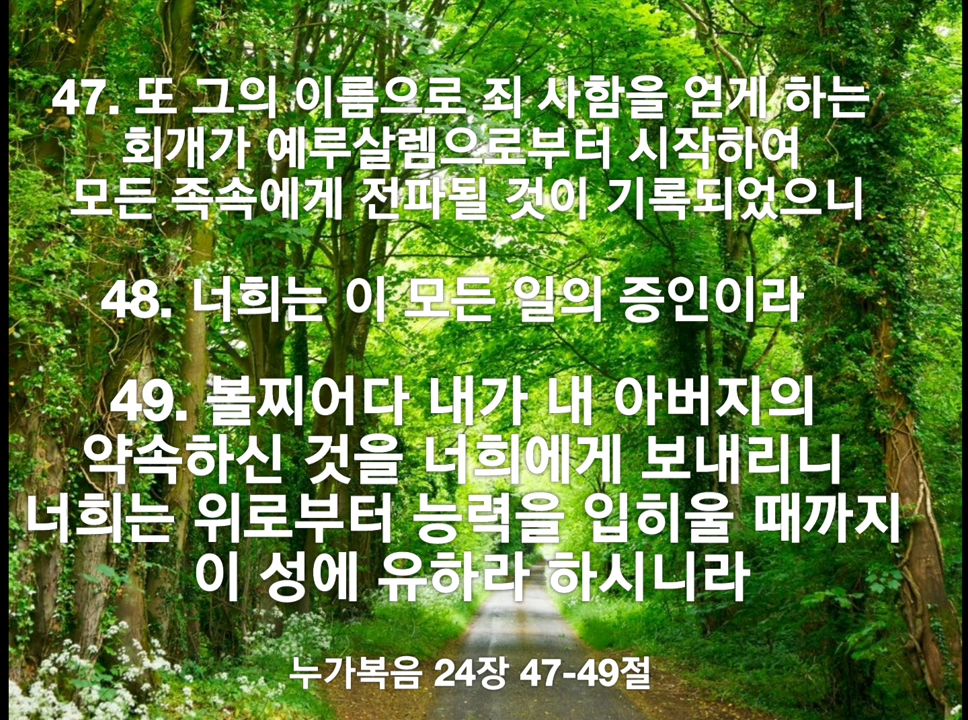 47. 또 그의 이름으로 죄 사함을 얻게 하는
회개가 예루살렘으로부터 시작하여
모든 족속에게 전파될 것이 기록되었으니
48. 너희는 이 모든 일의 증인이라
49. 볼찌어다 내가 내 아버지의
약속하신 것을 너희에게 보내리니
너희는 위로부터 능력을 입히울 때까지
이 성에 유하라 하시니라
누가복음 24장 47-49절